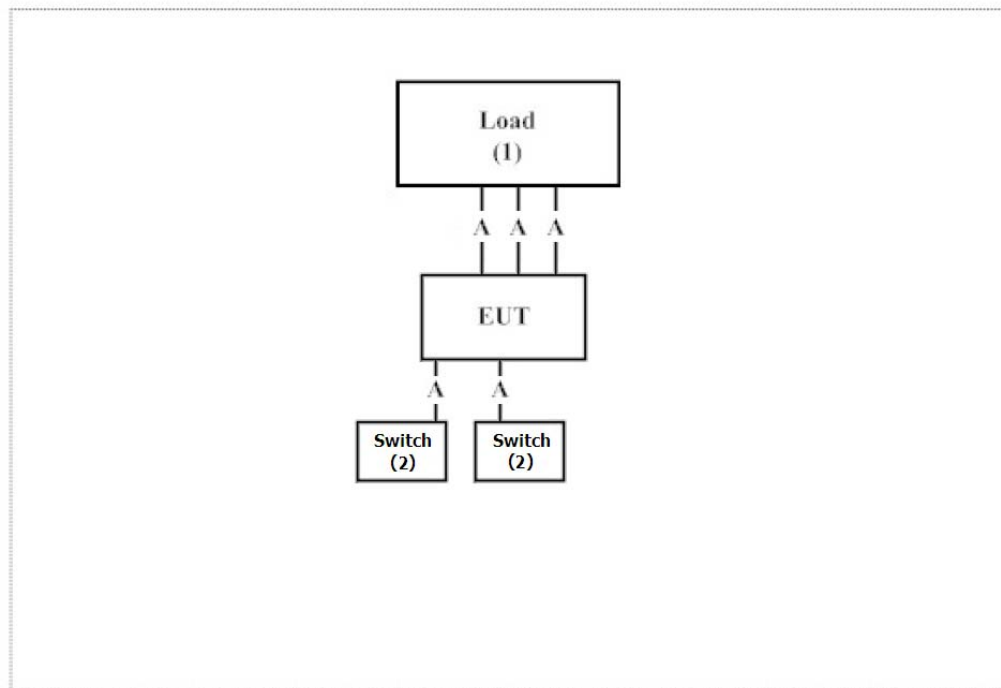 Load
(1)
A A A
EUT
A A
Switch Switch
(2) (2)